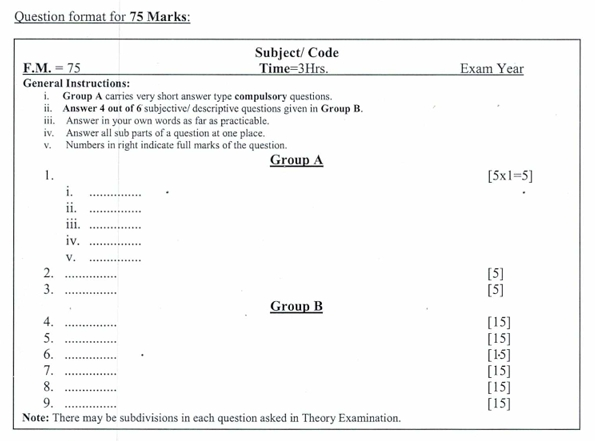 Question format for 75 Marks:
Subject/ Code
F.M. = 75 Time=3Hrs. Exam Year
General Instructions:
i. Group A carries very short answer type compulsory questions.
ii. Answer 4 out of 6 subjective/ descriptive questions given in Group B.
iii. Answer in your own words as far as practicable.
iv. Answer all sub parts of a question at one place.
v. Numbers in right indicate full marks of the question.
Group A
1. [5x1=5]
i. ..............
ii. ..............
iii. ..............
iv. ..............
v. ..............
2. .............. [5]
3. .............. [5]
Group B
4. .............. [15]
5. .............. [15]
6. .............. [15]
7. .............. [15]
8. .............. [15]
9. .............. [15]
Note: There may be subdivisions in each question asked in Theory Examination.